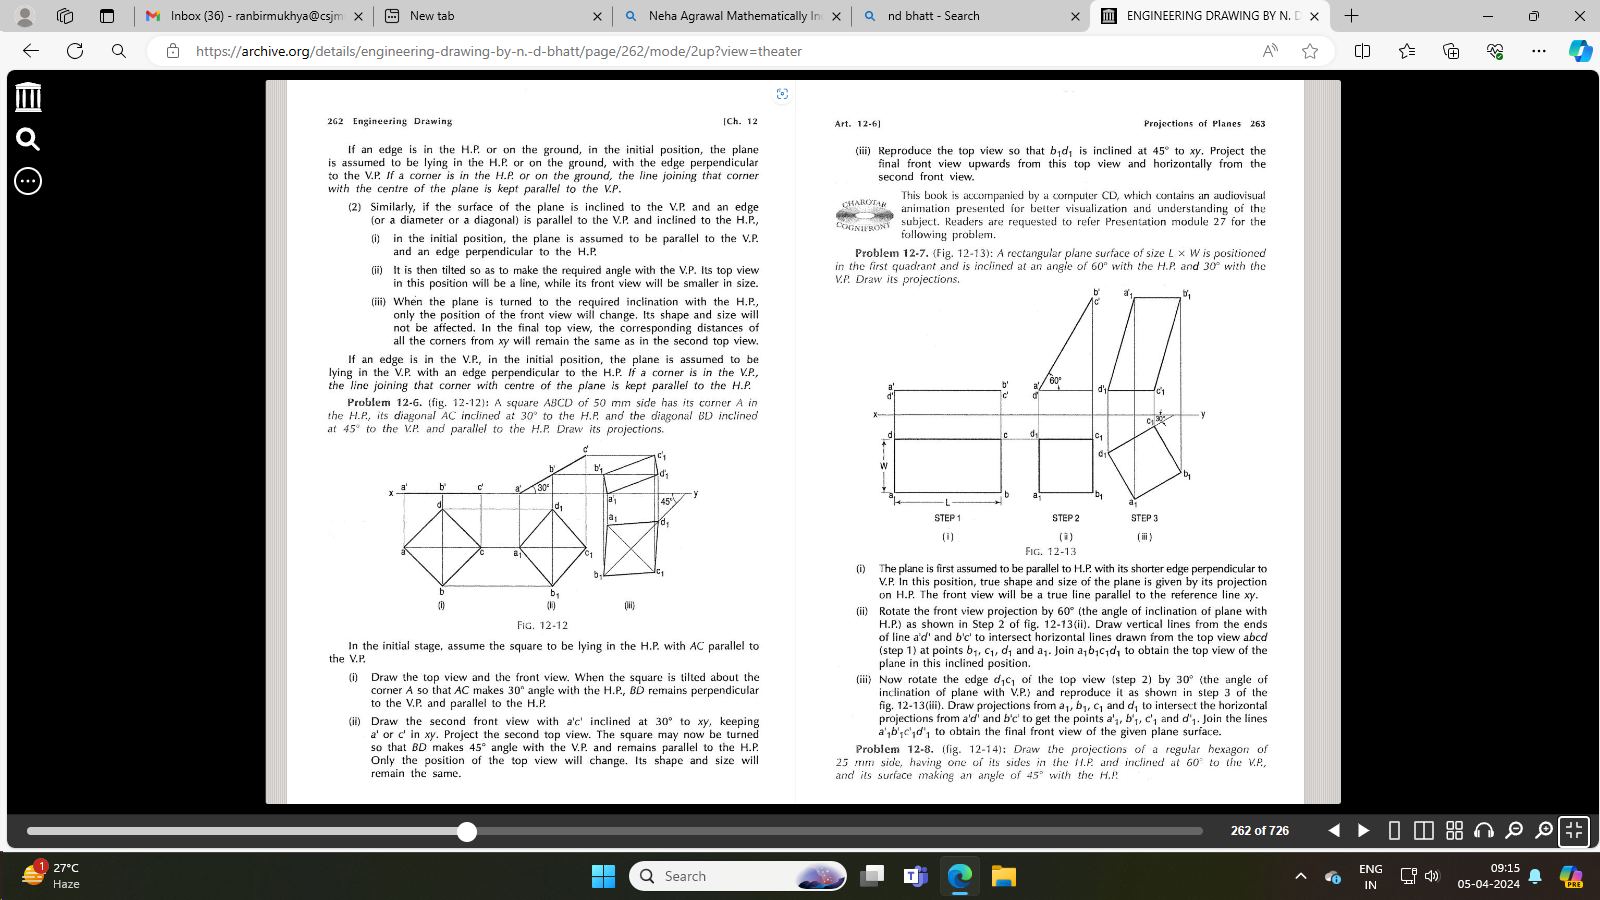 Inbox (36) - ranbirmukhya@csjm
New tab
Neha Agrawal Mathematically In
nd bhatt - Search
ENGINEERING DRAWING BY N. D
https://archive.org/details/engineering-drawing-by-n.-d-bhatt/page/262/mode/2up?view=theater
262 Engineering Drawing [Ch. 12
If an edge is in the H.P. or on the ground, in the initial position, the plane
is assumed to be lying in the H.P. or on the ground, with the edge perpendicular
to the V.P. If a corner is in the H.P. or on the ground, the line joining that corner
with the centre of the plane is kept parallel to the V.P.
(2) Similarly, if the surface of the plane is inclined to the V.P. and an edge
(or a diameter or a diagonal) is parallel to the V.P. and inclined to the H.P.,
(i) in the initial position, the plane is assumed to be parallel to the V.P.
and an edge perpendicular to the H.P.
(ii) It is then tilted so as to make the required angle with the V.P. Its top view
in this position will be a line, while its front view will be smaller in size.
(iii) When the plane is turned to the required inclination with the H.P.,
only the position of the front view will change. Its shape and size will
not be affected. In the final top view, the corresponding distances of
all the corners from xy will remain the same as in the second top view.
If an edge is in the V.P., in the initial position, the plane is assumed to be
lying in the V.P. with an edge perpendicular to the H.P. If a corner is in the V.P.,
the line joining that corner with centre of the plane is kept parallel to the H.P.
Problem 12-6. (fig. 12-12): A square ABCD of 50 mm side has its corner A in
the H.P., its diagonal AC inclined at 30° to the H.P. and the diagonal BD inclined
at 45° to the V.P. and parallel to the H.P. Draw its projections.
c'
b' b'1 c'1
d'1
a' b' c' a' 30°
x y
a'1 45°
d d1 a1 d1
a c a1 c1
b1 c1
b b1
(i) (ii) (iii)
FIG. 12-12
In the initial stage, assume the square to be lying in the H.P. with AC parallel to
the V.P.
(i) Draw the top view and the front view. When the square is tilted about the
corner A so that AC makes 30° angle with the H.P., BD remains perpendicular
to the V.P. and parallel to the H.P.
(ii) Draw the second front view with a'c' inclined at 30° to xy, keeping
a' or c' in xy. Project the second top view. The square may now be turned
so that BD makes 45° angle with the V.P. and remains parallel to the H.P.
Only the position of the top view will change. Its shape and size will
remain the same.
Art. 12-6] Projections of Planes 263
(iii) Reproduce the top view so that b1d1 is inclined at 45° to xy. Project the
final front view upwards from this top view and horizontally from the
second front view.
CHAROTAR
COGNIFRONT
This book is accompanied by a computer CD, which contains an audiovisual
animation presented for better visualization and understanding of the
subject. Readers are requested to refer Presentation module 27 for the
following problem.
Problem 12-7. (Fig. 12-13): A rectangular plane surface of size L × W is positioned
in the first quadrant and is inclined at an angle of 60° with the H.P. and 30° with the
V.P. Draw its projections.
b' a'1 b'1
c'
a' b' a' 60°
d' c' d' d'1 c'1
x y
c1 30°
d c d1 c1 d1
W b1
a b a1 b1 a1
L
STEP 1 STEP 2 STEP 3
(i) (ii) (iii)
FIG. 12-13
(i) The plane is first assumed to be parallel to H.P. with its shorter edge perpendicular to
V.P. In this position, true shape and size of the plane is given by its projection
on H.P. The front view will be a true line parallel to the reference line xy.
(ii) Rotate the front view projection by 60° (the angle of inclination of plane with
H.P.) as shown in Step 2 of fig. 12-13(ii). Draw vertical lines from the ends
of line a'd' and b'c' to intersect horizontal lines drawn from the top view abcd
(step 1) at points b1, c1, d1 and a1. Join a1b1c1d1 to obtain the top view of the
plane in this inclined position.
(iii) Now rotate the edge d1c1 of the top view (step 2) by 30° (the angle of
inclination of plane with V.P.) and reproduce it as shown in step 3 of the
fig. 12-13(iii). Draw projections from a1, b1, c1 and d1 to intersect the horizontal
projections from a'd' and b'c' to get the points a'1, b'1, c'1 and d'1. Join the lines
a'1b'1c'1d'1 to obtain the final front view of the given plane surface.
Problem 12-8. (fig. 12-14): Draw the projections of a regular hexagon of
25 mm side, having one of its sides in the H.P. and inclined at 60° to the V.P.,
and its surface making an angle of 45° with the H.P.
262 of 726
1
27°C
Haze
Search
ENG
IN
09:15
05-04-2024
PRE